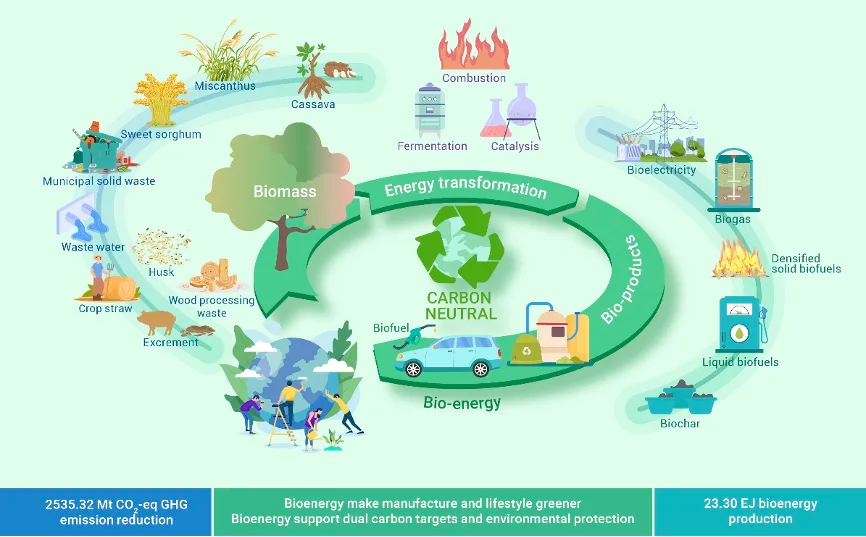 Miscanthus
Cassava
Sweet sorghum
Municipal solid waste
Waste water
Husk
Crop straw
Wood processing
waste
Excrement
Biomass
Combustion
Fermentation
Catalysis
Energy transformation
CARBON
NEUTRAL
Bio-products
Biofuel
Bio-energy
Bioelectricity
Biogas
Densified
solid biofuels
Liquid biofuels
Biochar
2535.32 Mt CO₂-eq GHG
emission reduction
Bioenergy make manufacture and lifestyle greener
Bioenergy support dual carbon targets and environmental protection
23.30 EJ bioenergy
production